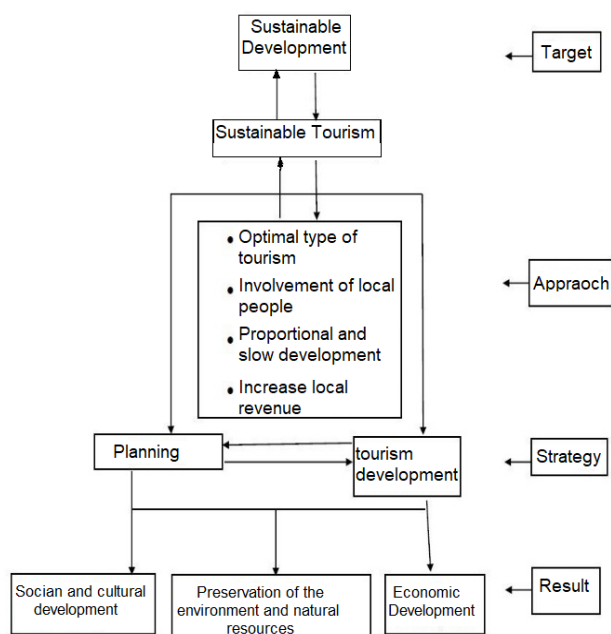 Sustainable
Development
Target
Sustainable Tourism
• Optimal type of
tourism
• Involvement of local
people
• Proportional and
slow development
• Increase local
revenue
Appraoch
Planning
tourism
development
Strategy
Socian and cultural
development
Preservation of the
environment and natural
resources
Economic
Development
Result